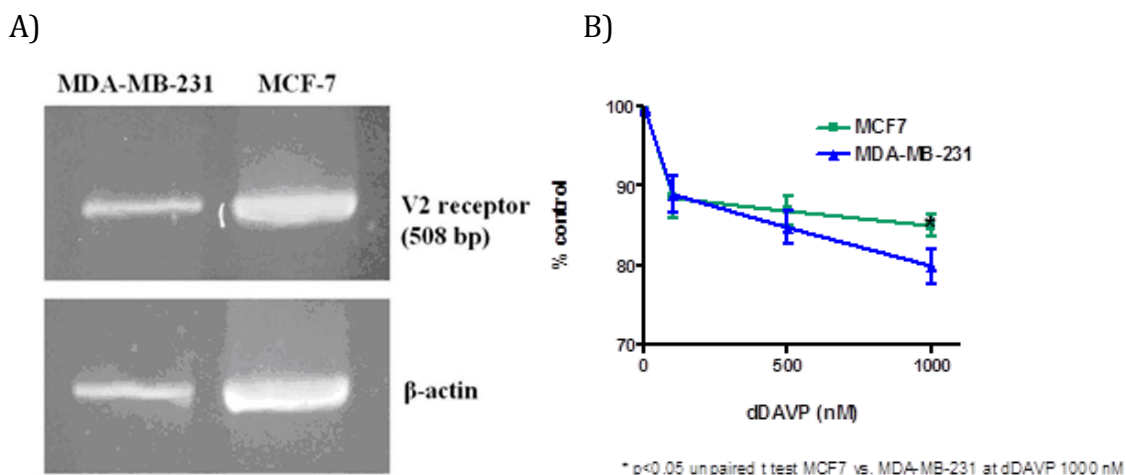 A)
MDA-MB-231 MCF-7
V2 receptor
(508 bp)
β-actin
B)
100
90
80
70
% control
MCF7
MDA-MB-231
*
0 500 1000
dDAVP (nM)
* p<0.05 unpaired t test MCF7 vs. MDA-MB-231 at dDAVP 1000 nM